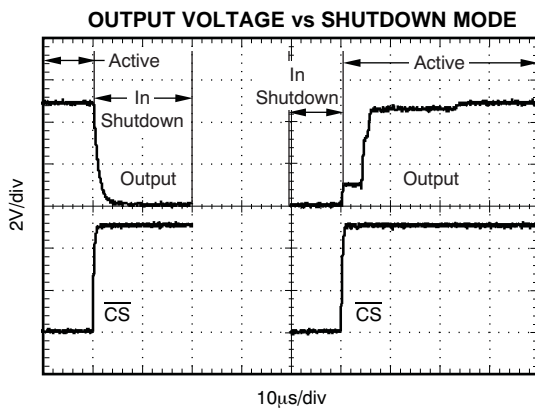 OUTPUT VOLTAGE vs SHUTDOWN MODE
Active
In
Shutdown
Output
In
Shutdown
Active
Output
2V/div
CS
CS
10µs/div